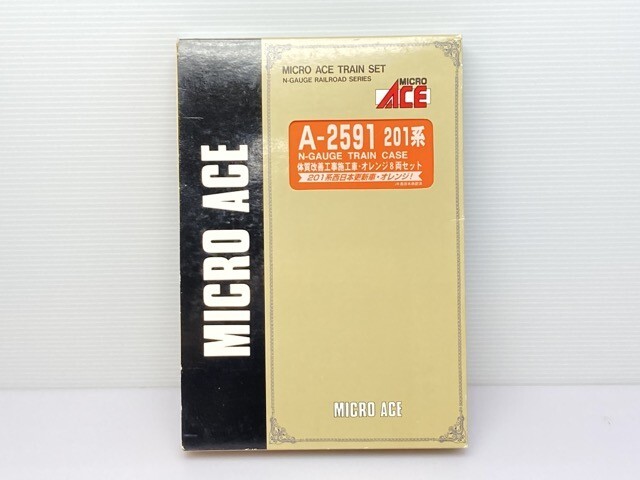 MICRO ACE
MICRO ACE TRAIN SET
N-GAUGE RAILROAD SERIES
MICRO
ACE
A-2591 201系
N-GAUGE TRAIN CASE
体質改善工事施工車・オレンジ8両セット
201系西日本更新車・オレンジ!
MICRO ACE